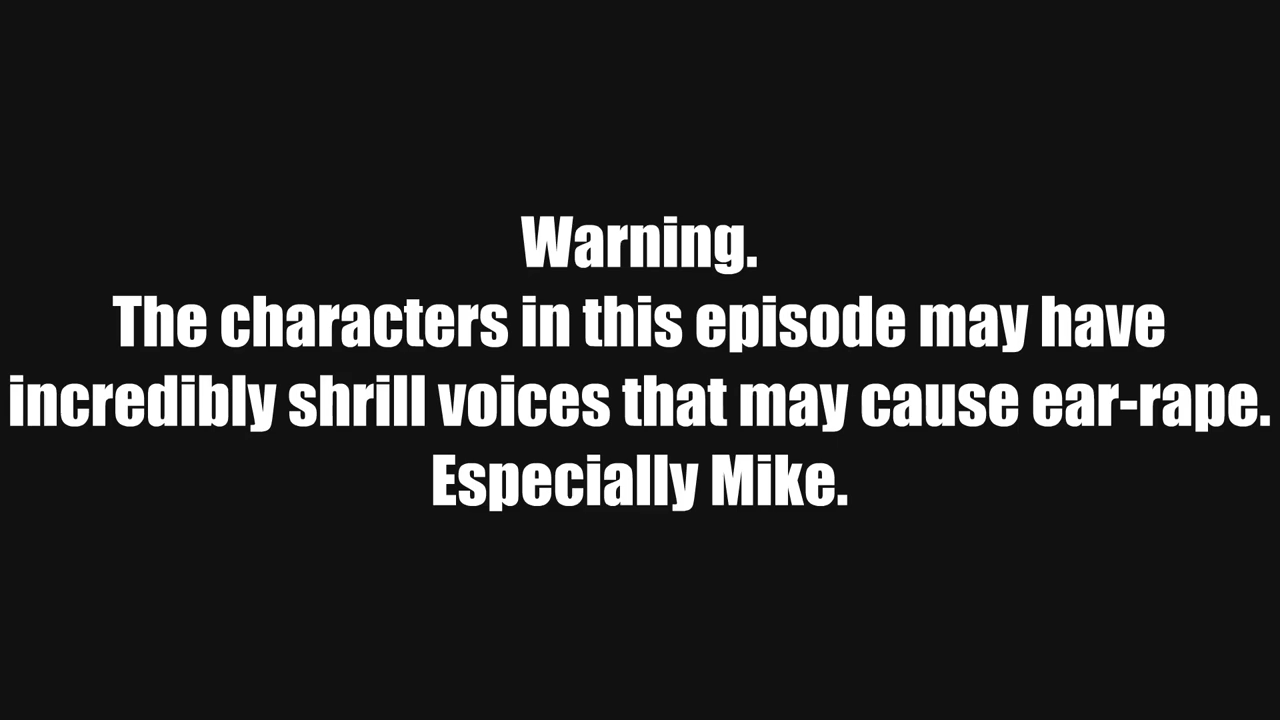 Warning.
The characters in this episode may have
incredibly shrill voices that may cause ear-rape.
Especially Mike.